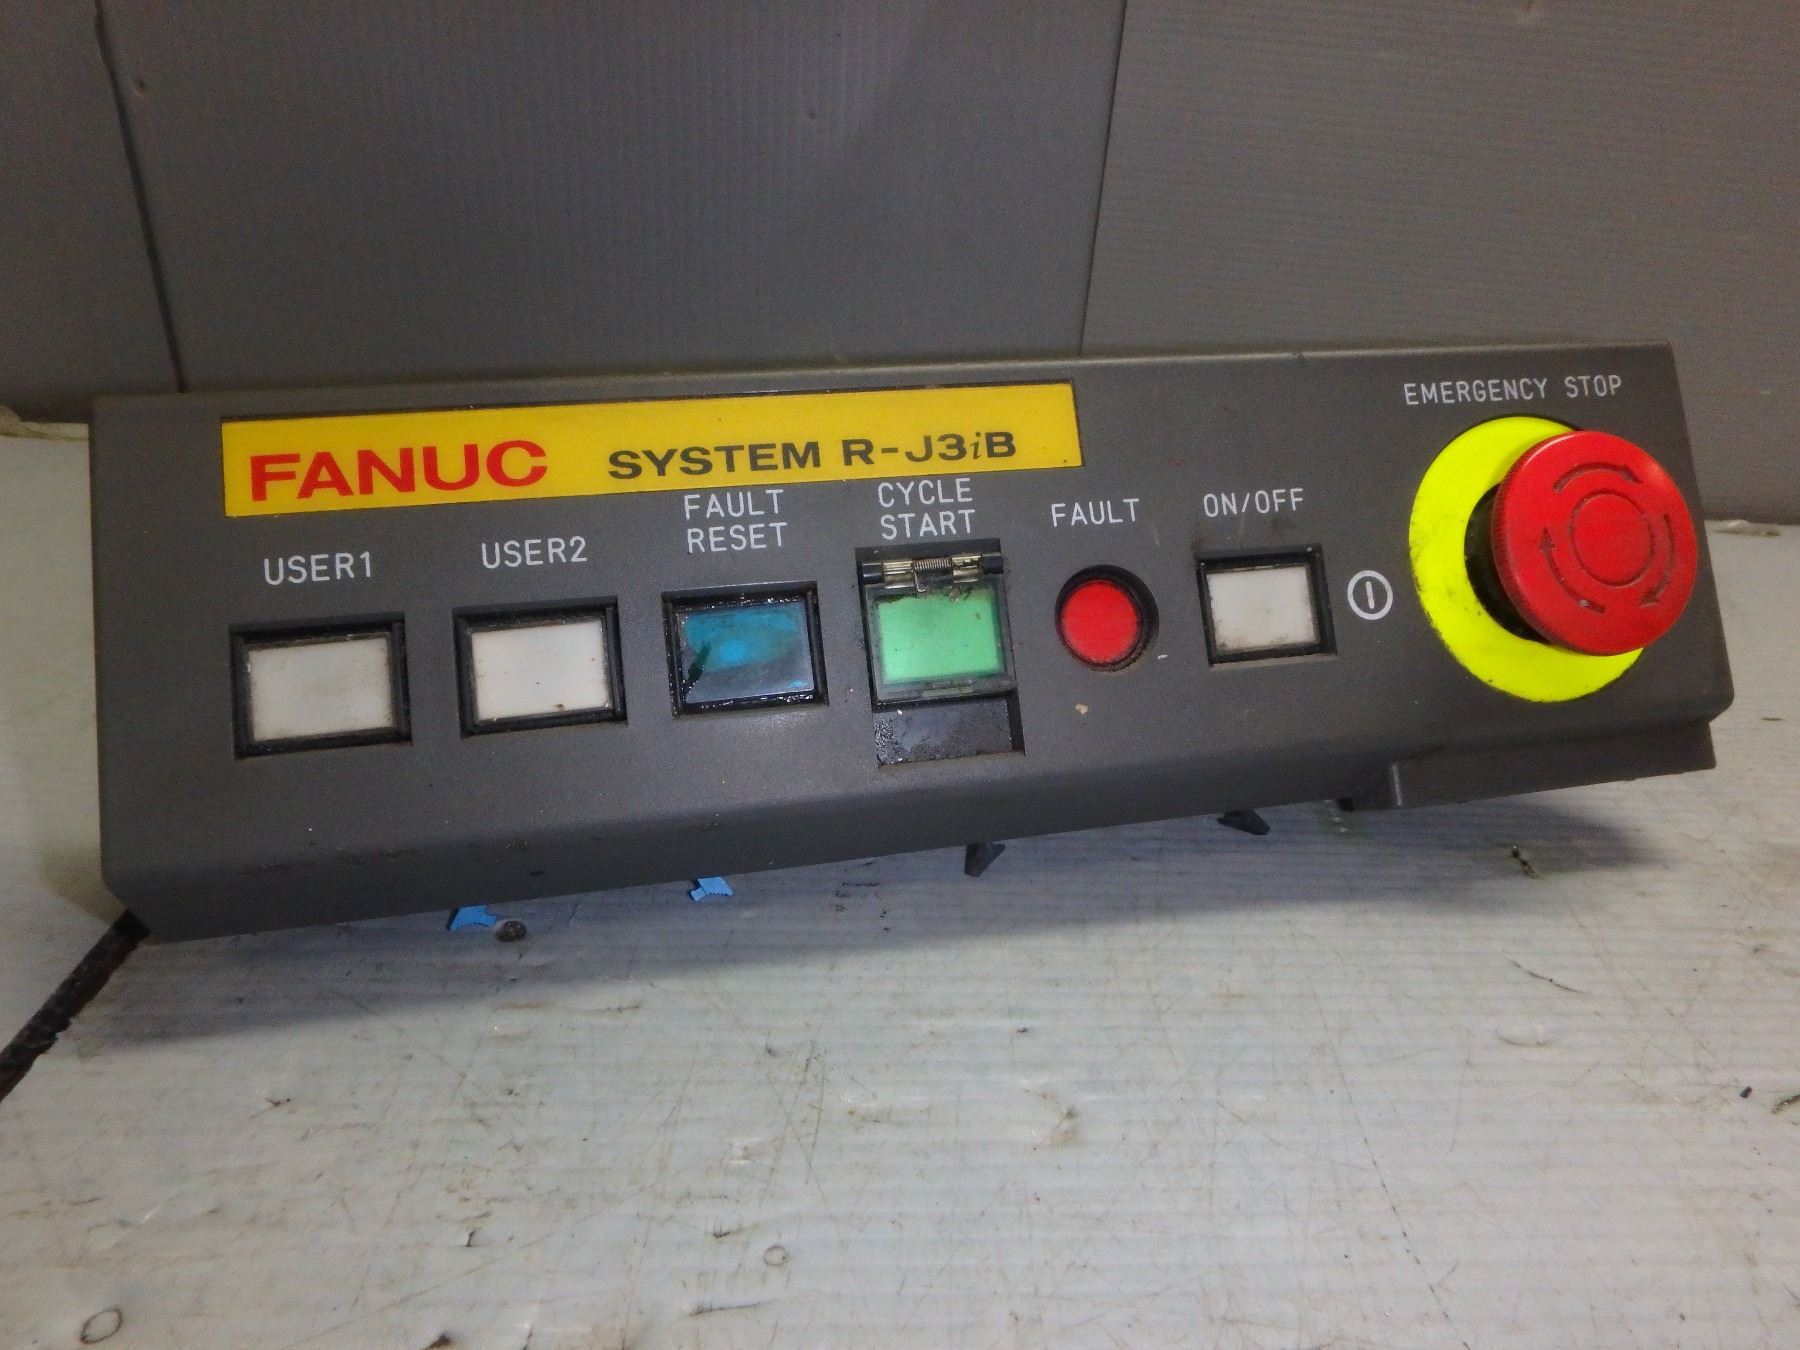 FANUC SYSTEM R-J3iB
EMERGENCY STOP
USER1
USER2
FAULT
RESET
CYCLE
START
FAULT
ON/OFF